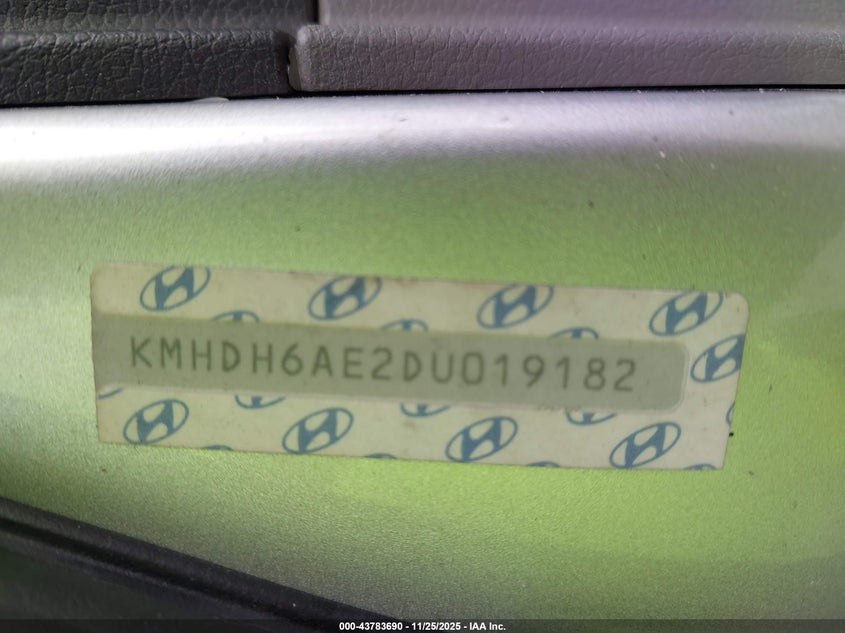 KMHDH6AE2DU019182
000-43783690 - 11/25/2025 - IAA Inc.